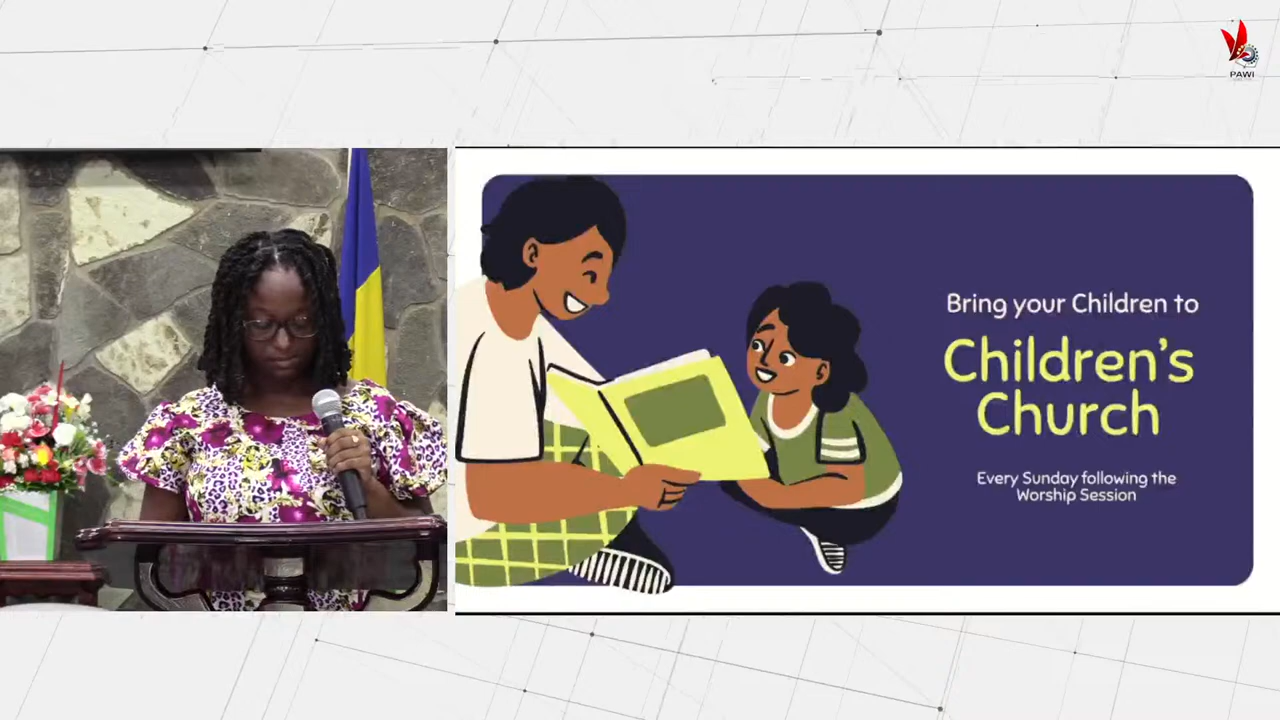 PAWI
Bring your Children to
Children's
Church
Every Sunday following the
Worship Session